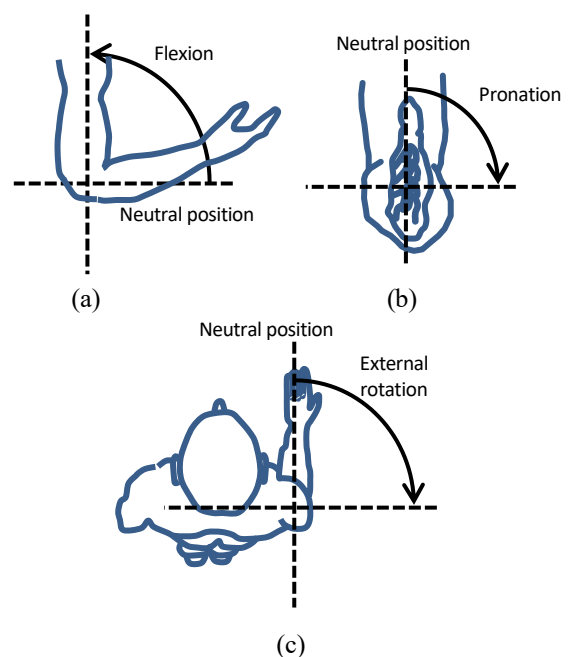 Flexion
Neutral position
(a)
Neutral position
Pronation
(b)
Neutral position
External
rotation
(c)